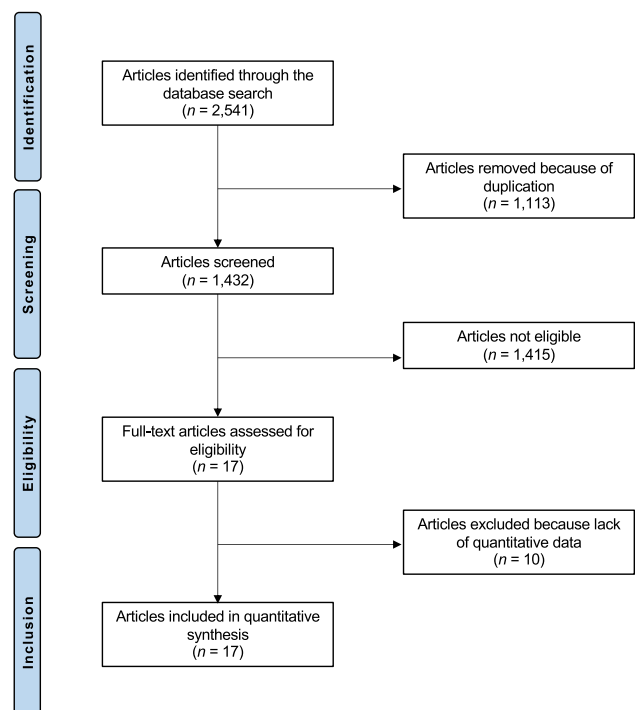 Identification
Articles identified through the
database search
(n = 2,541)
Articles removed because of
duplication
(n = 1,113)
Screening
Articles screened
(n = 1,432)
Articles not eligible
(n = 1,415)
Eligibility
Full-text articles assessed for
eligibility
(n = 17)
Articles excluded because lack
of quantitative data
(n = 10)
Inclusion
Articles included in quantitative
synthesis
(n = 17)